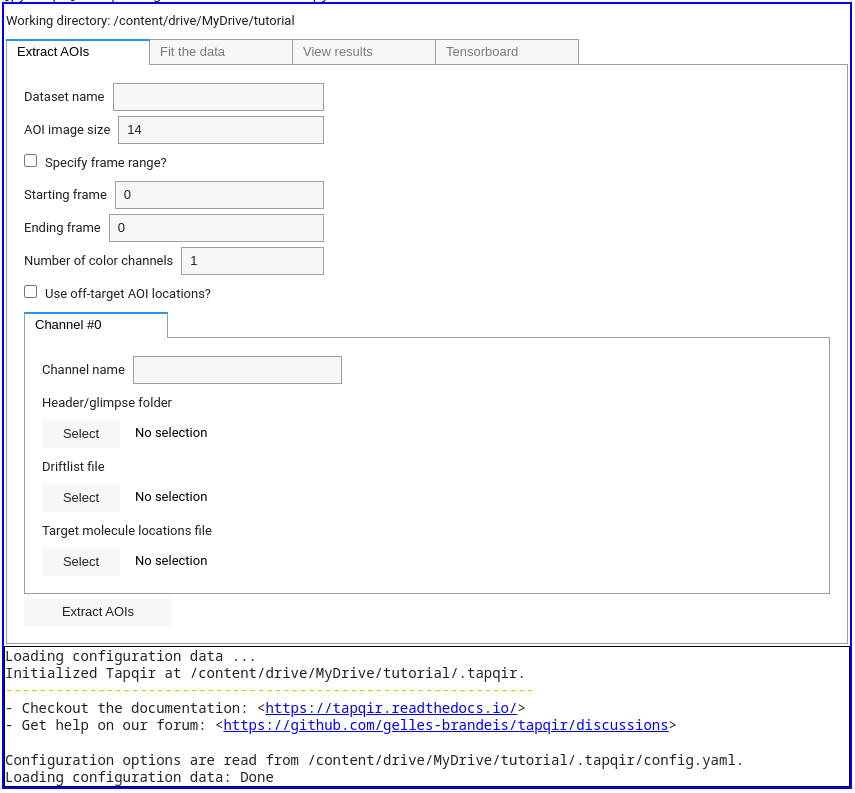 Working directory: /content/drive/MyDrive/tutorial
Extract AOIs Fit the data View results Tensorboard
Dataset name
AOI image size 14
Specify frame range?
Starting frame 0
Ending frame 0
Number of color channels 1
Use off-target AOI locations?
Channel #0
Channel name
Header/glimpse folder
Select No selection
Driftlist file
Select No selection
Target molecule locations file
Select No selection
Extract AOIs
Loading configuration data ...
Initialized Tapqir at /content/drive/MyDrive/tutorial/.tapqir.
---------------------------------------------------------------
- Checkout the documentation: <https://tapqir.readthedocs.io/>
- Get help on our forum: <https://github.com/gelles-brandeis/tapqir/discussions>
Configuration options are read from /content/drive/MyDrive/tutorial/.tapqir/config.yaml.
Loading configuration data: Done